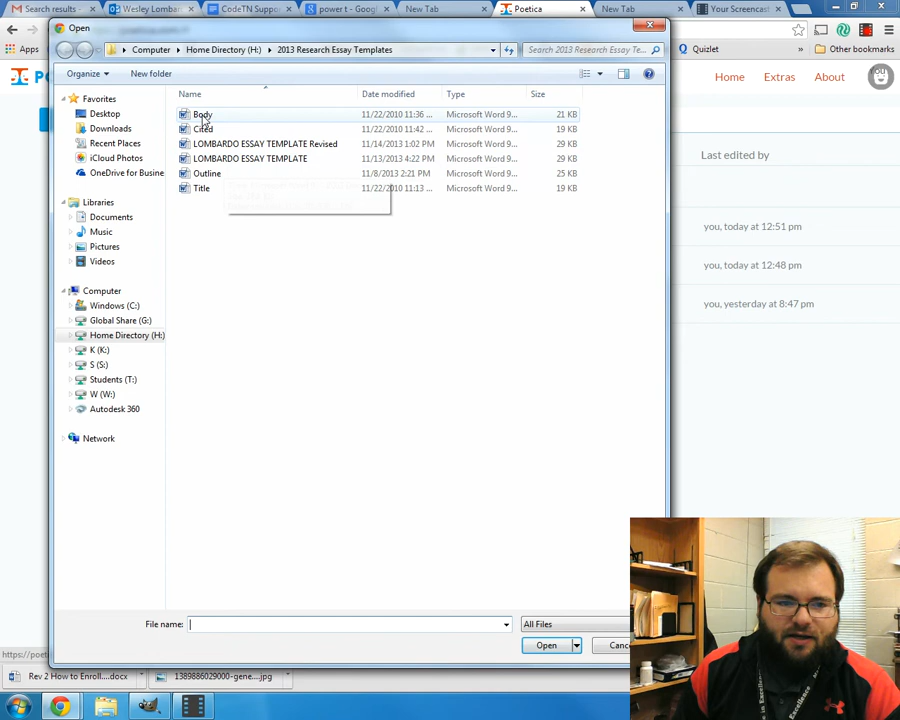 Search results -
Wesley Lombar
CodeTN Suppo
power t - Goog
New Tab
Poetica
New Tab
Your Screencast
Apps
Quizlet
»
Other bookmarks
Home
Extras
About
you
Open
Computer
Home Directory (H:)
2013 Research Essay Templates
Search 2013 Research Essay Te...
Organize
New folder
Name
Date modified
Type
Size
Body
11/22/2010 11:36 ...
Microsoft Word 9...
21 KB
Cited
11/22/2010 11:42 ...
Microsoft Word 9...
19 KB
LOMBARDO ESSAY TEMPLATE Revised
11/14/2013 1:02 PM
Microsoft Word 9...
29 KB
LOMBARDO ESSAY TEMPLATE
11/13/2013 4:22 PM
Microsoft Word 9...
29 KB
Outline
11/8/2013 2:21 PM
Microsoft Word 9...
25 KB
Title
11/22/2010 11:13 ...
Microsoft Word 9...
19 KB
Favorites
Desktop
Downloads
Recent Places
iCloud Photos
OneDrive for Busine
Libraries
Documents
Music
Pictures
Videos
Computer
Windows (C:)
Global Share (G:)
Home Directory (H:)
K (K:)
S (S:)
Students (T:)
W (W:)
Autodesk 360
Network
Last edited by
you, today at 12:51 pm
you, today at 12:48 pm
you, yesterday at 8:47 pm
File name:
All Files
Open
Canc
https://poet
Rev 2 How to Enroll....docx
1389886029000-gene....jpg